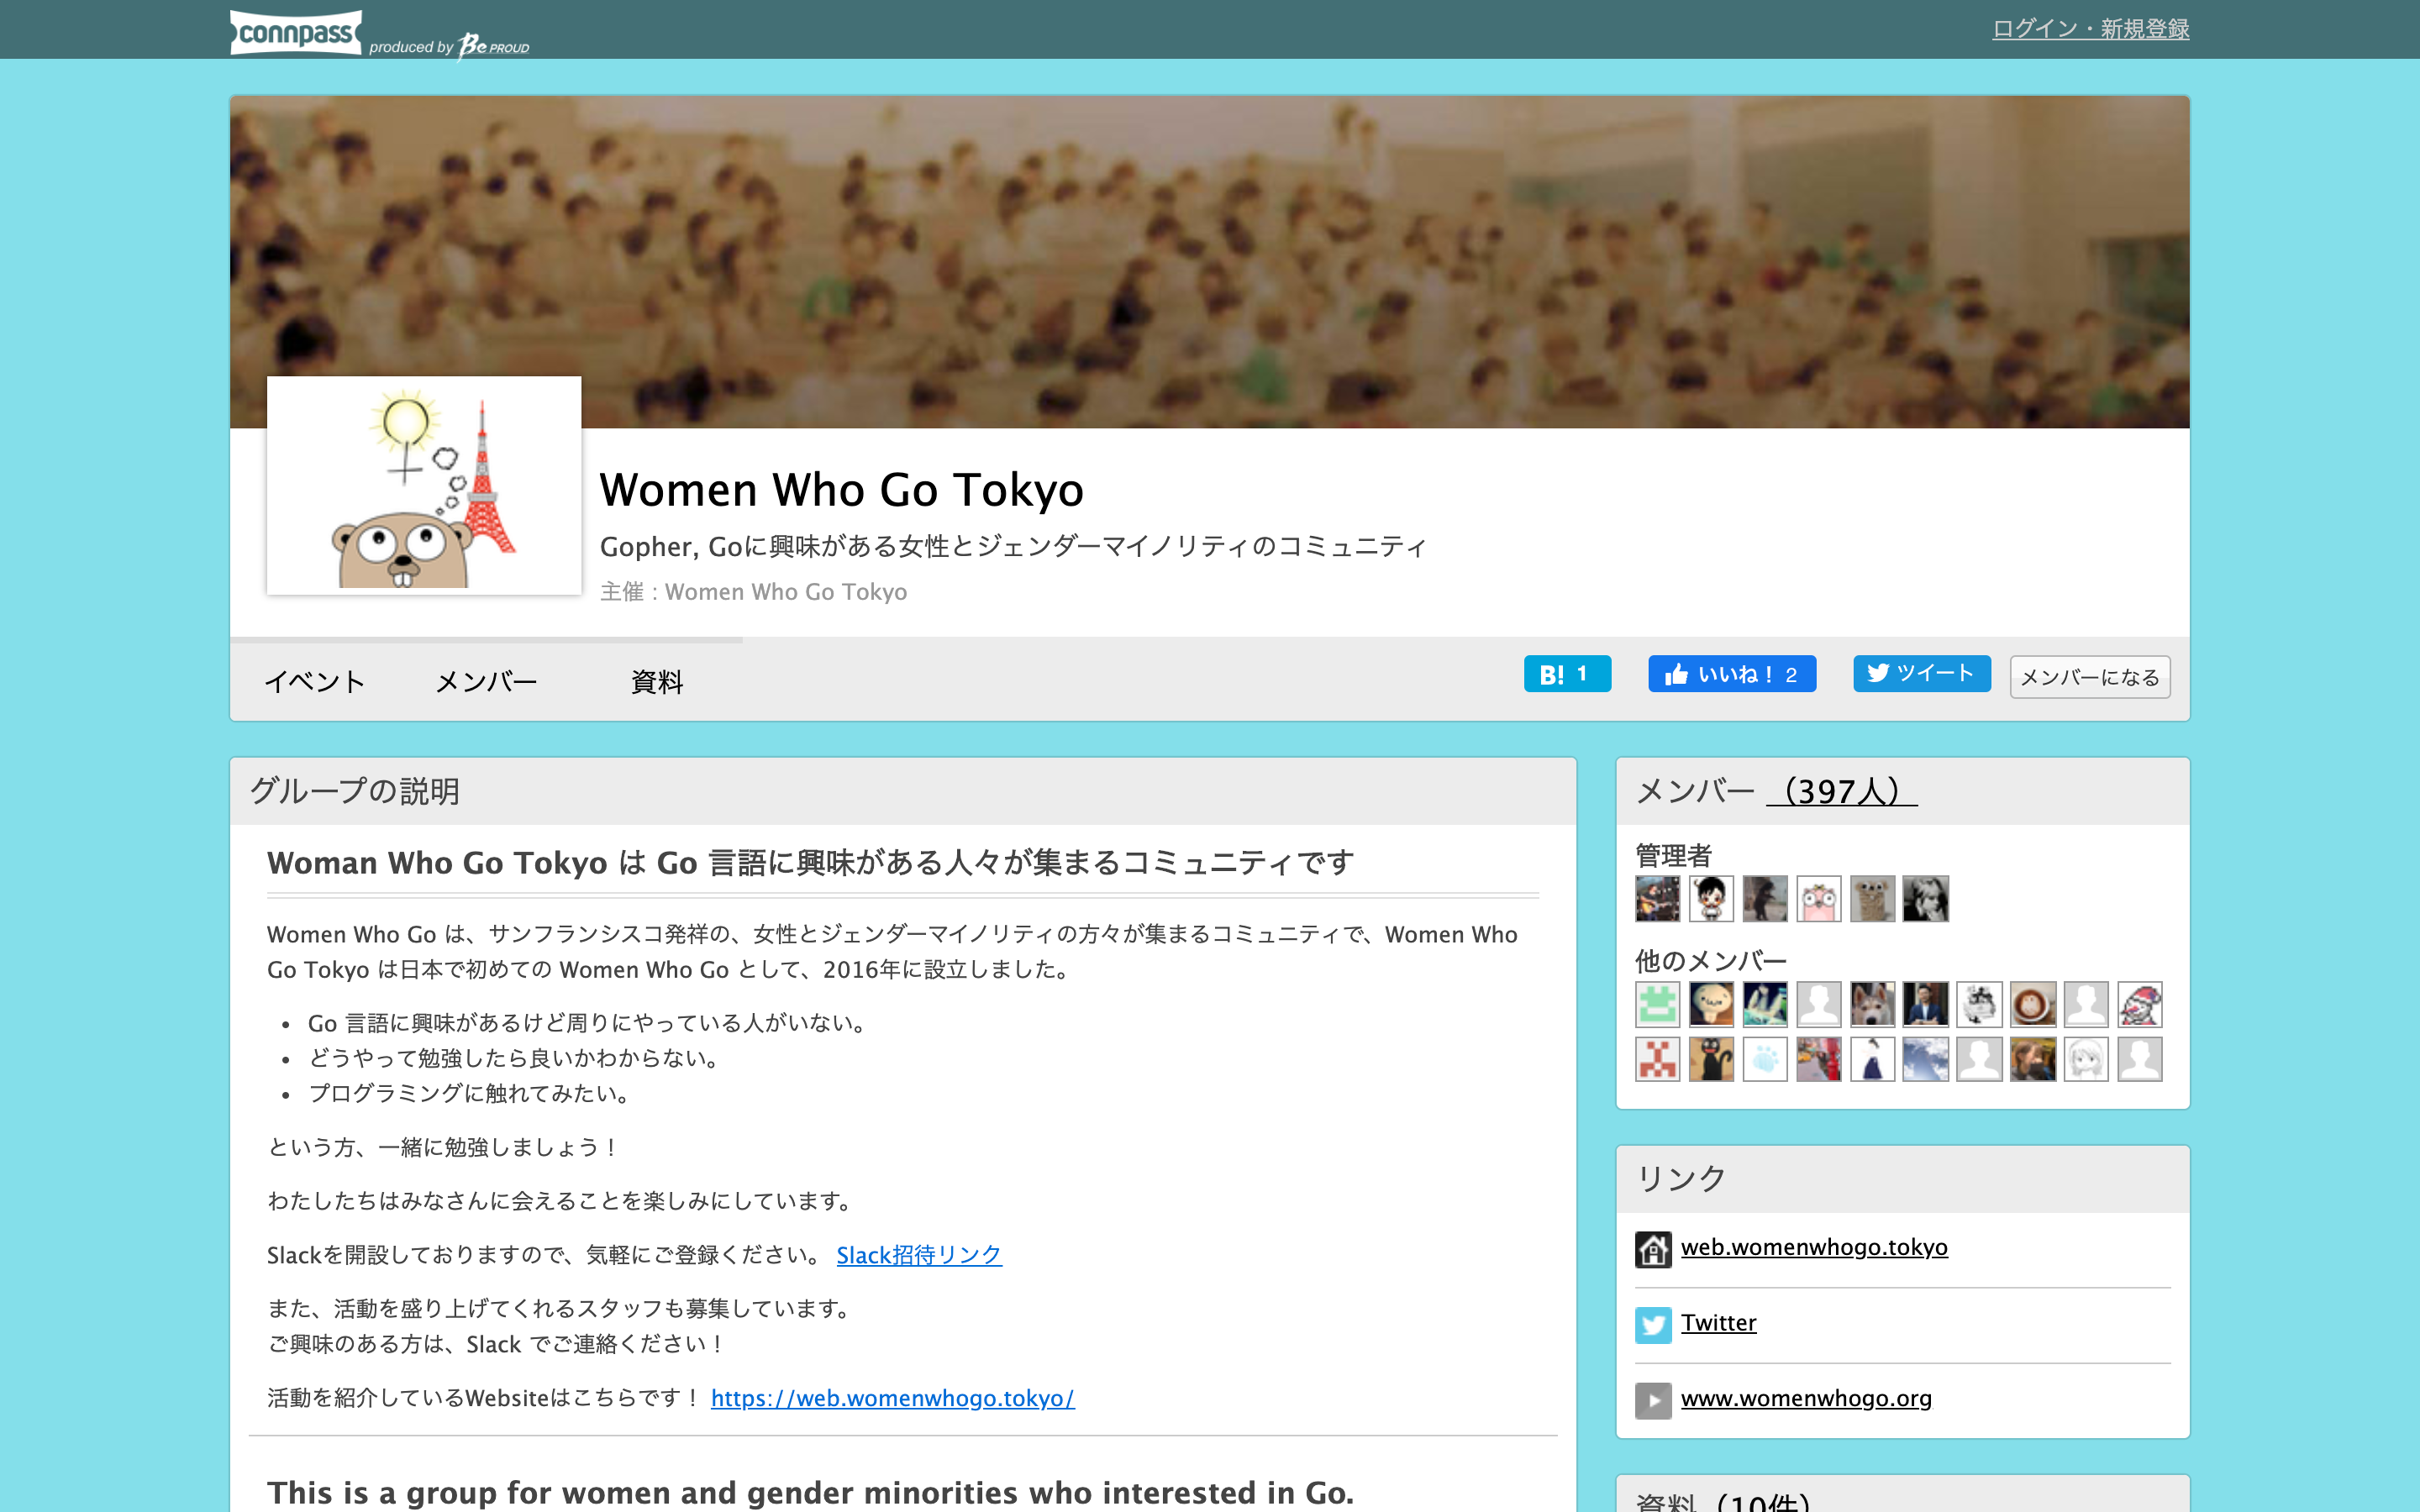 connpass produced by BePROUD
ログイン・新規登録
Women Who Go Tokyo
Gopher, Goに興味がある女性とジェンダーマイノリティのコミュニティ
主催 : Women Who Go Tokyo
イベント
メンバー
資料
B! 1
いいね！ 2
ツイート
メンバーになる
グループの説明
Woman Who Go Tokyo は Go 言語に興味がある人々が集まるコミュニティです
Women Who Go は、サンフランシスコ発祥の、女性とジェンダーマイノリティの方々が集まるコミュニティで、Women Who
Go Tokyo は日本で初めての Women Who Go として、2016年に設立しました。
• Go 言語に興味があるけど周りにやっている人がいない。
• どうやって勉強したら良いかわからない。
• プログラミングに触れてみたい。
という方、一緒に勉強しましょう！
わたしたちはみなさんに会えることを楽しみにしています。
Slackを開設しておりますので、気軽にご登録ください。 Slack招待リンク
また、活動を盛り上げてくれるスタッフも募集しています。
ご興味のある方は、Slack でご連絡ください！
活動を紹介しているWebsiteはこちらです！ https://web.womenwhogo.tokyo/
This is a group for women and gender minorities who interested in Go.
メンバー （397人）
管理者
他のメンバー
リンク
web.womenwhogo.tokyo
Twitter
www.womenwhogo.org
資料（10件）